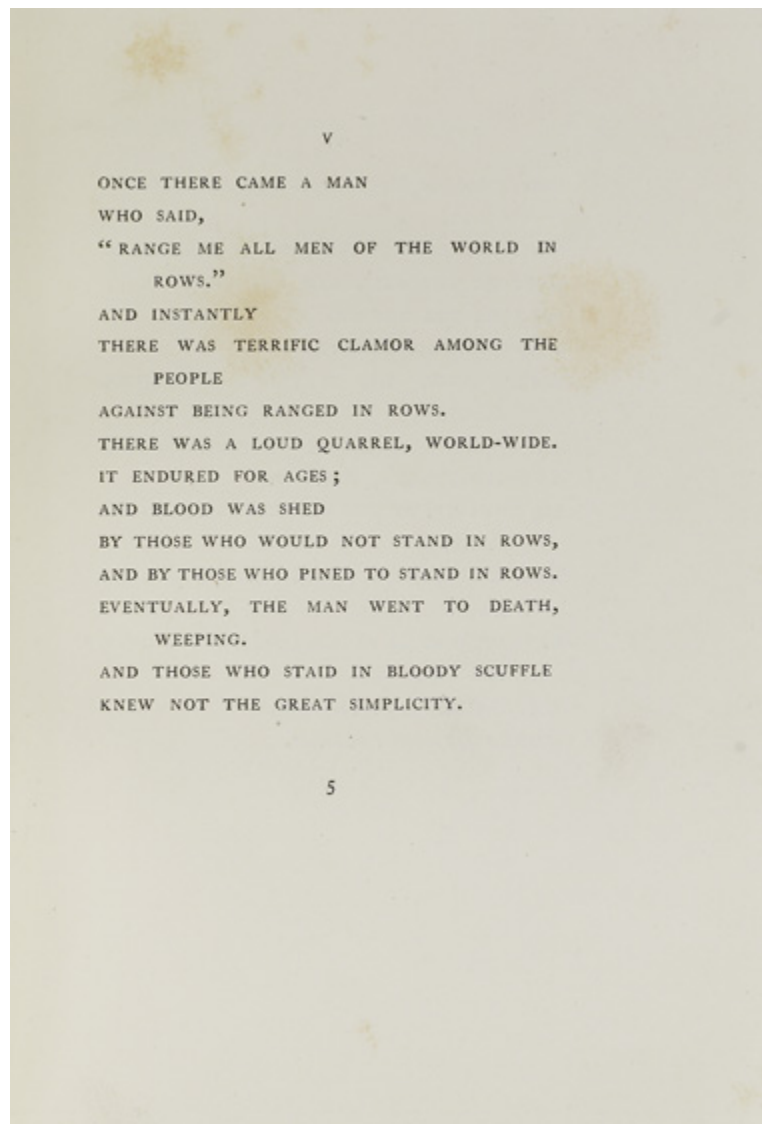 V
ONCE THERE CAME A MAN
WHO SAID,
“RANGE ME ALL MEN OF THE WORLD IN
ROWS.”
AND INSTANTLY
THERE WAS TERRIFIC CLAMOR AMONG THE
PEOPLE
AGAINST BEING RANGED IN ROWS.
THERE WAS A LOUD QUARREL, WORLD-WIDE.
IT ENDURED FOR AGES;
AND BLOOD WAS SHED
BY THOSE WHO WOULD NOT STAND IN ROWS,
AND BY THOSE WHO PINED TO STAND IN ROWS.
EVENTUALLY, THE MAN WENT TO DEATH,
WEEPING.
AND THOSE WHO STAID IN BLOODY SCUFFLE
KNEW NOT THE GREAT SIMPLICITY.
5